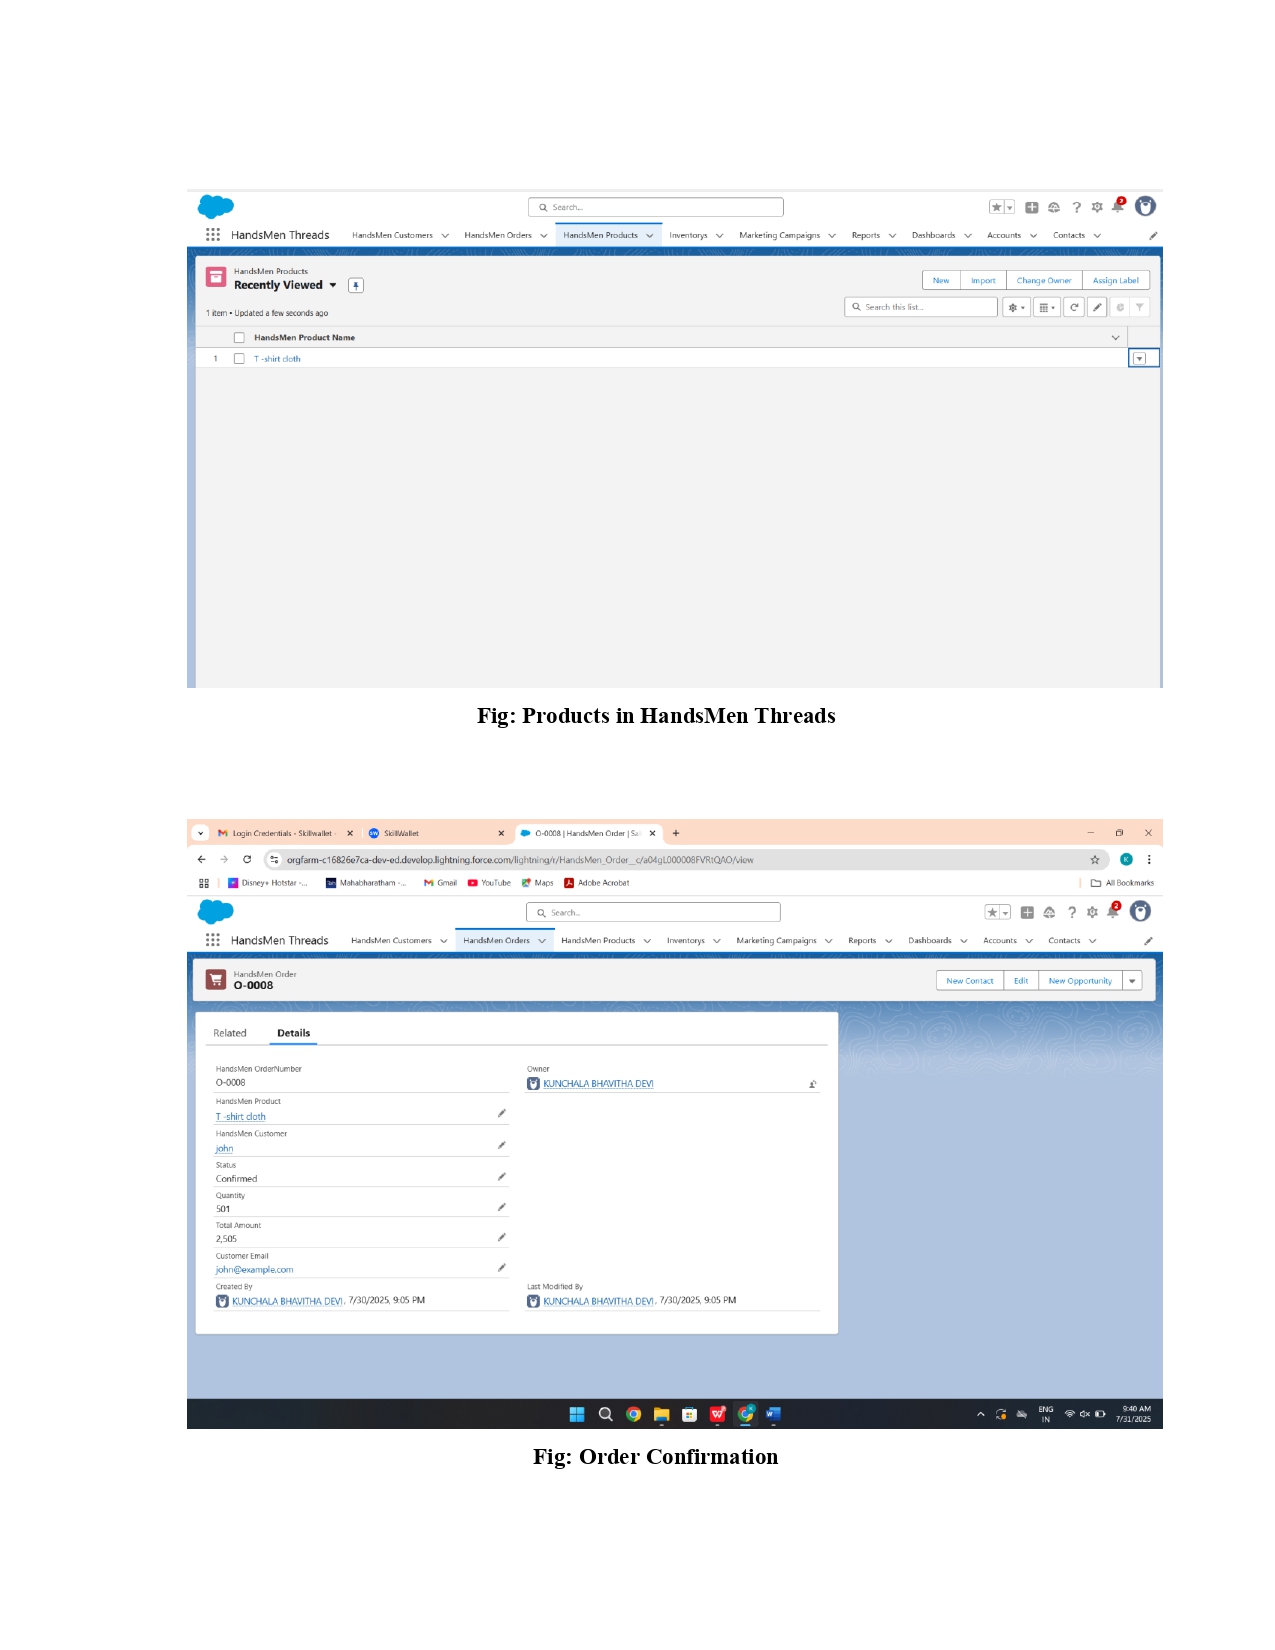 Search...
2
HandsMen Threads HandsMen Customers HandsMen Orders HandsMen Products Inventorys Marketing Campaigns Reports Dashboards Accounts Contacts
HandsMen Products
Recently Viewed
New Import Change Owner Assign Label
Search this list...
1 item • Updated a few seconds ago
HandsMen Product Name
1 T -shirt cloth
Fig: Products in HandsMen Threads
Login Credentials - Skillwallet - SkillWallet O-0008 | HandsMen Order | Sal
orgfarm-c16826e7ca-dev-ed.develop.lightning.force.com/lightning/r/HandsMen_Order__c/a04gL000008FVRtQAO/view
Disney+ Hotstar -... Mahabharatham -... Gmail YouTube Maps Adobe Acrobat All Bookmarks
Search...
2
HandsMen Threads HandsMen Customers HandsMen Orders HandsMen Products Inventorys Marketing Campaigns Reports Dashboards Accounts Contacts
HandsMen Order
O-0008
New Contact Edit New Opportunity
Related Details
HandsMen OrderNumber
O-0008
Owner
KUNCHALA BHAVITHA DEVI
HandsMen Product
T -shirt cloth
HandsMen Customer
john
Status
Confirmed
Quantity
501
Total Amount
2,505
Customer Email
john@example.com
Created By
KUNCHALA BHAVITHA DEVI, 7/30/2025, 9:05 PM
Last Modified By
KUNCHALA BHAVITHA DEVI, 7/30/2025, 9:05 PM
ENG
IN
9:40 AM
7/31/2025
Fig: Order Confirmation